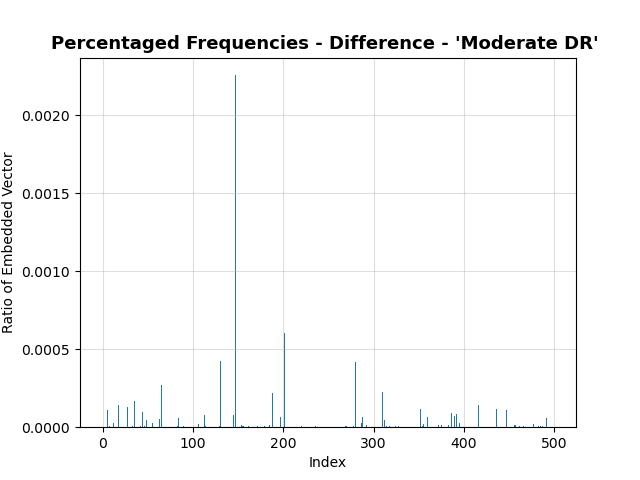 Percentaged Frequencies - Difference - 'Moderate DR'
Ratio of Embedded Vector
0.0020
0.0015
0.0010
0.0005
0.0000
0 100 200 300 400 500
Index